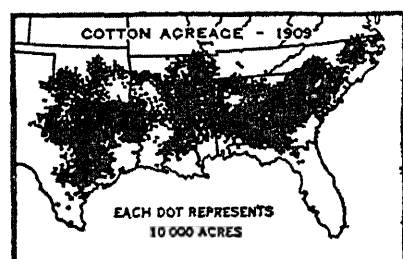 COTTON ACREAGE - 1909
EACH DOT REPRESENTS
10 000 ACRES